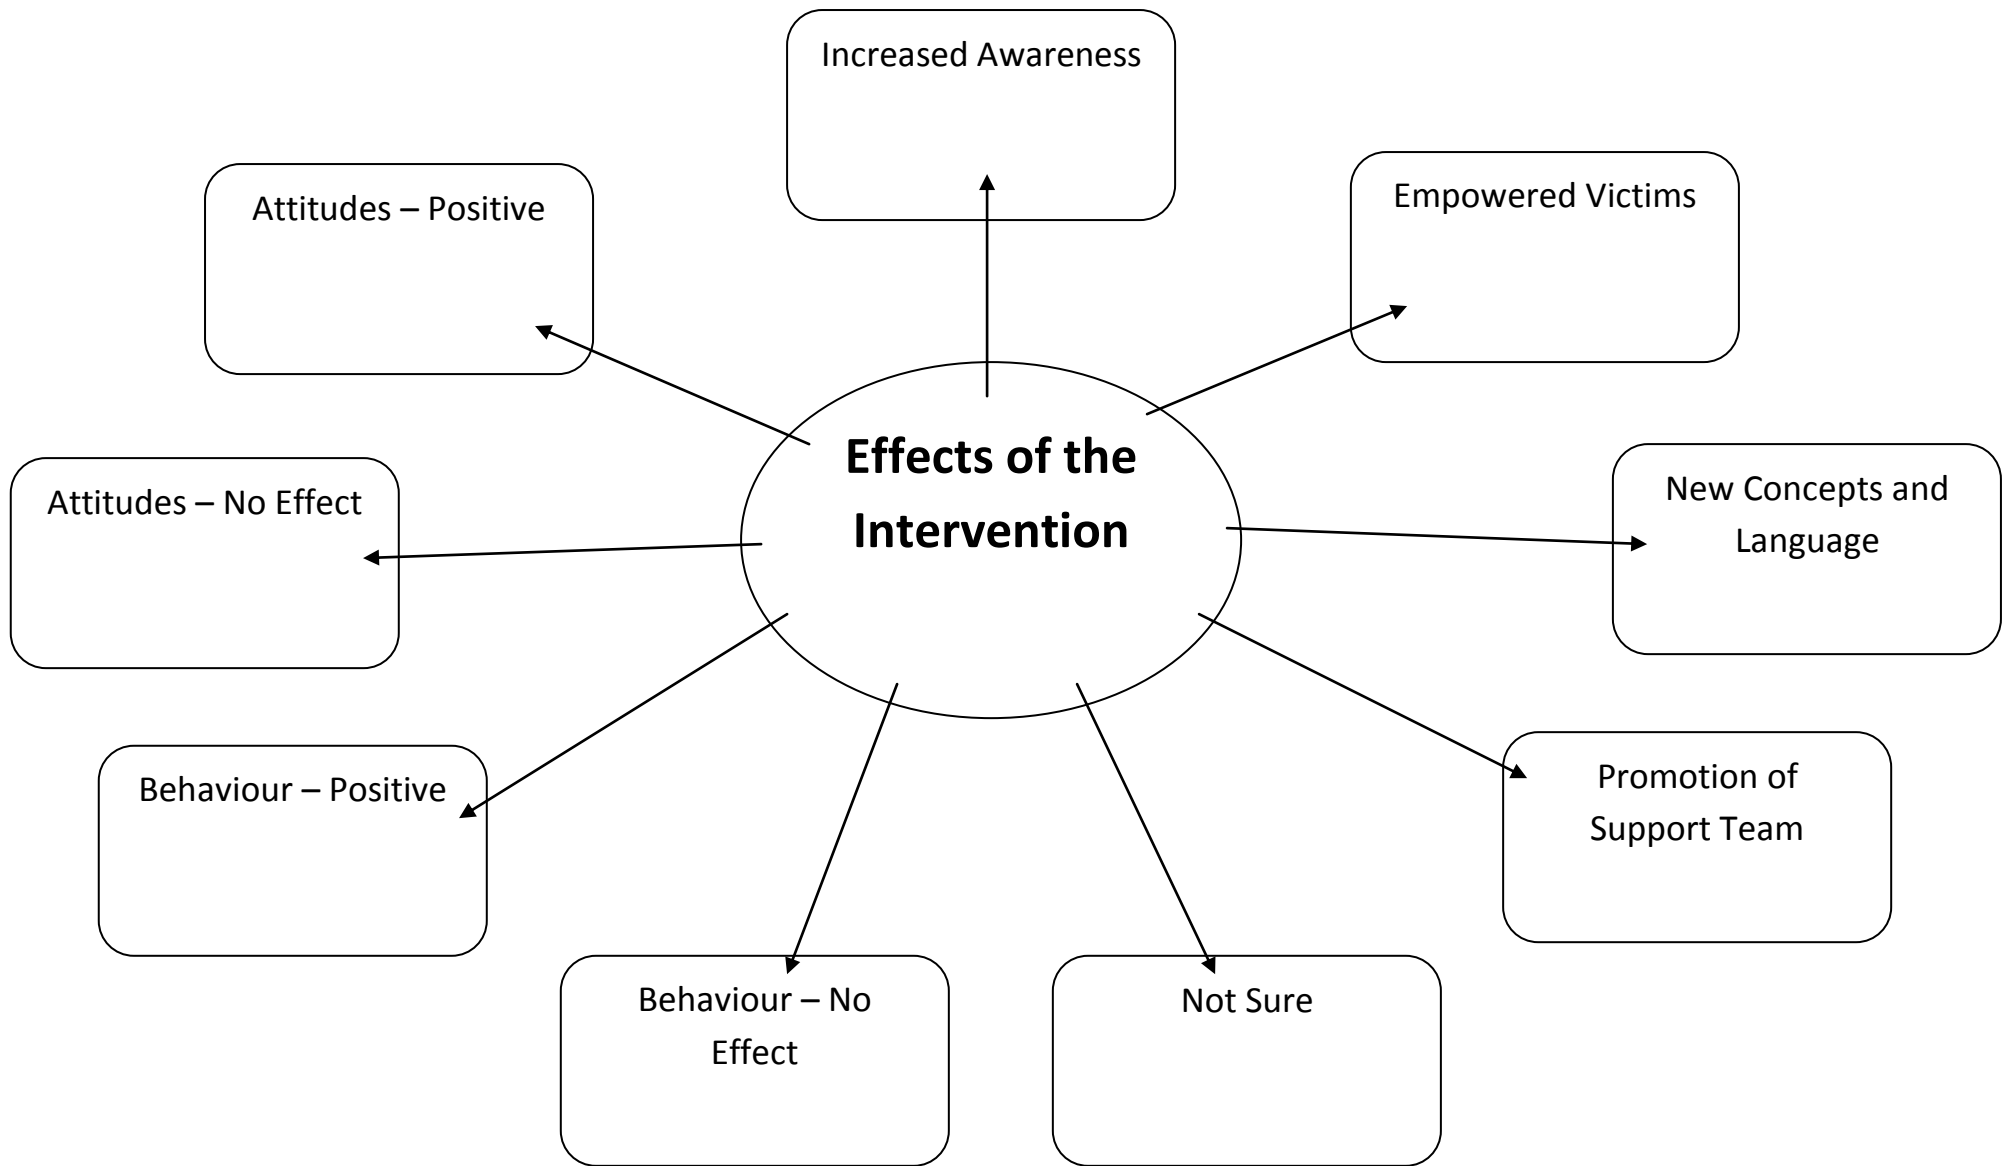 Increased Awareness
Attitudes – Positive
Empowered Victims
Effects of the
Intervention
Attitudes – No Effect
New Concepts and
Language
Behaviour – Positive
Promotion of
Support Team
Behaviour – No
Effect
Not Sure